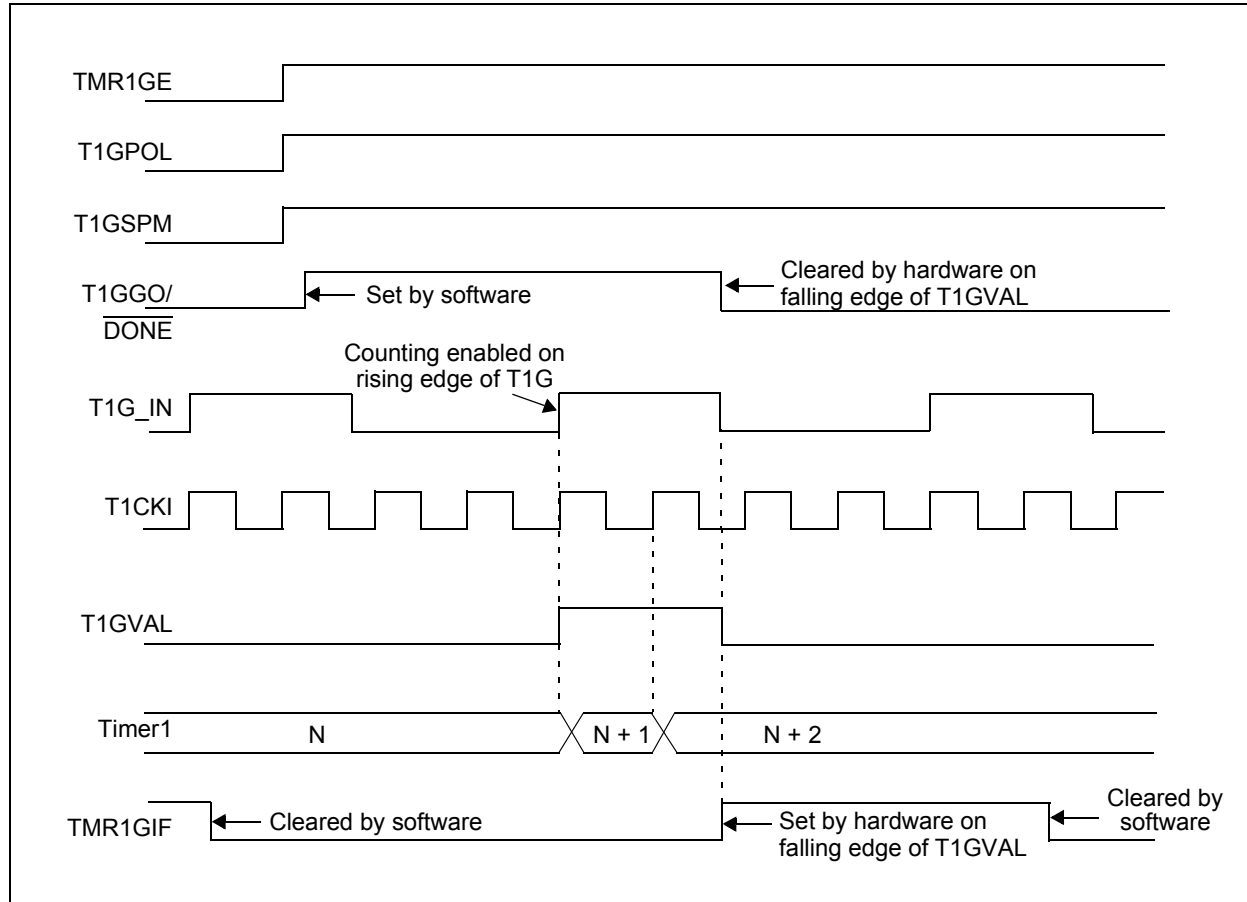 TMR1GE
T1GPOL
T1GSPM
T1GGO/
DONE
Set by software
Cleared by hardware on
falling edge of T1GVAL
Counting enabled on
rising edge of T1G
T1G_IN
T1CKI
T1GVAL
Timer1
N
N + 1
N + 2
TMR1GIF
Cleared by software
Set by hardware on
falling edge of T1GVAL
Cleared by
software